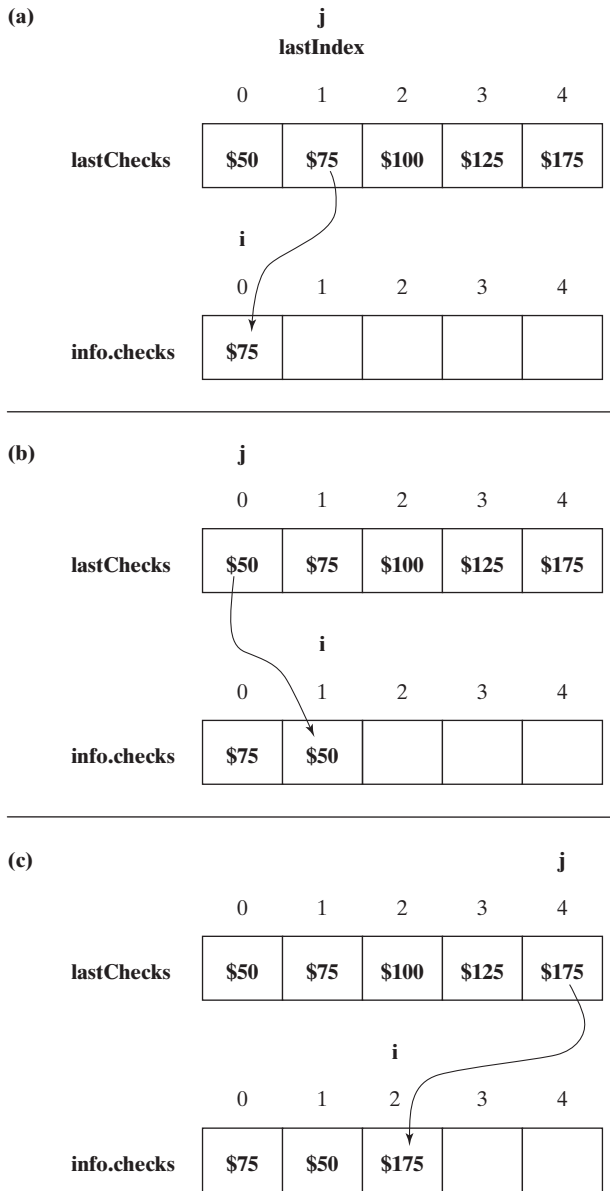 (a) j
lastIndex
0 1 2 3 4
lastChecks $50 $75 $100 $125 $175
i
0 1 2 3 4
info.checks $75
(b) j
0 1 2 3 4
lastChecks $50 $75 $100 $125 $175
i
0 1 2 3 4
info.checks $75 $50
(c) j
0 1 2 3 4
lastChecks $50 $75 $100 $125 $175
i
0 1 2 3 4
info.checks $75 $50 $175